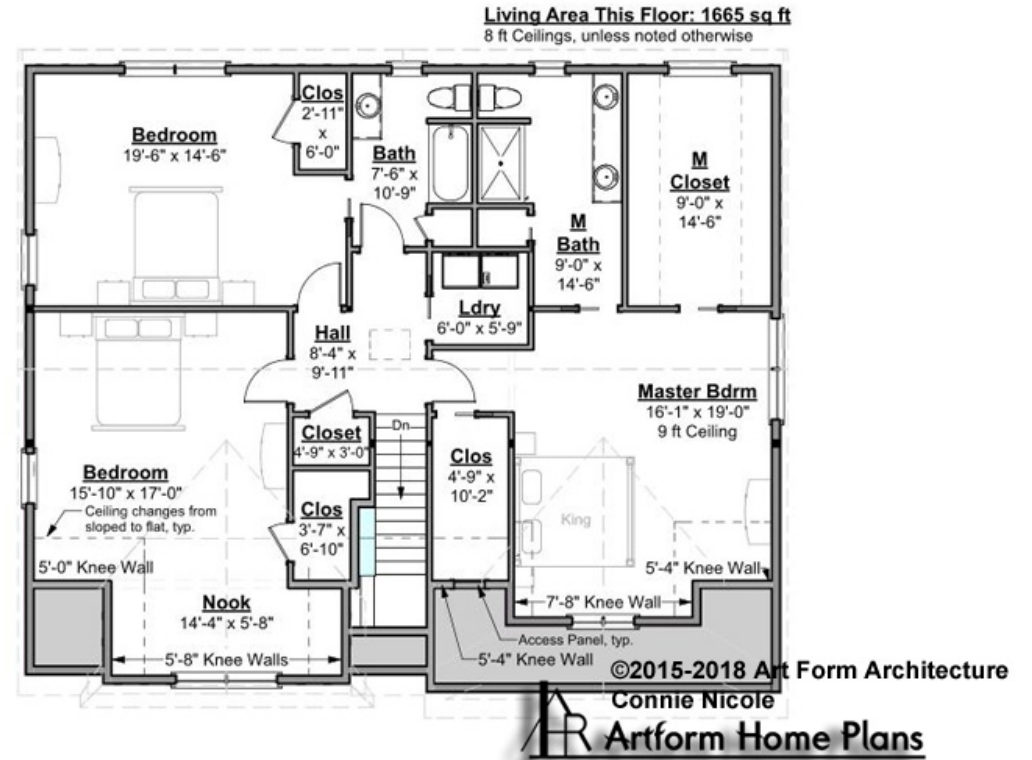 Living Area This Floor: 1665 sq ft
8 ft Ceilings, unless noted otherwise
Bedroom
19'-6" x 14'-6"
Clos
2'-11"
x
6'-0"
Bath
7'-6" x
10'-9"
M
Bath
9'-0" x
14'-6"
M
Closet
9'-0" x
14'-6"
Ldry
6'-0" x 5'-9"
Hall
8'-4" x
9'-11"
Master Bdrm
16'-1" x 19'-0"
9 ft Ceiling
Closet
4'-9" x 3'-0"
Dn
Clos
4'-9" x
10'-2"
Bedroom
15'-10" x 17'-0"
Ceiling changes from
sloped to flat, typ.
Clos
3'-7" x
6'-10"
King
5'-0" Knee Wall
5'-4" Knee Wall
Nook
14'-4" x 5'-8"
7'-8" Knee Wall
Access Panel, typ.
5'-8" Knee Walls
5'-4" Knee Wall
©2015-2018 Art Form Architecture
Connie Nicole
AR Artform Home Plans